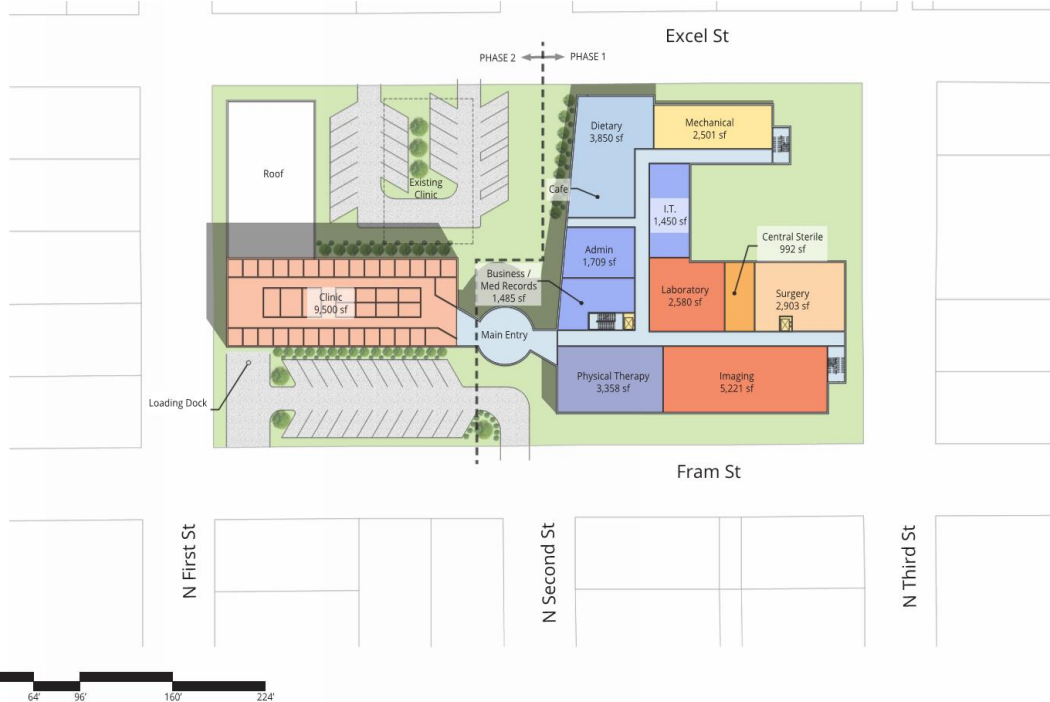 Excel St
PHASE 2
PHASE 1
Dietary
3,850 sf
Mechanical
2,501 sf
Roof
Existing
Clinic
Cafe
I.T.
1,450 sf
Central Sterile
992 sf
Admin
1,709 sf
Business /
Med Records
1,485 sf
Laboratory
2,580 sf
Surgery
2,903 sf
Clinic
9,500 sf
Main Entry
Physical Therapy
3,358 sf
Imaging
5,221 sf
Loading Dock
Fram St
N First St
N Second St
N Third St
64'
96'
160'
224'